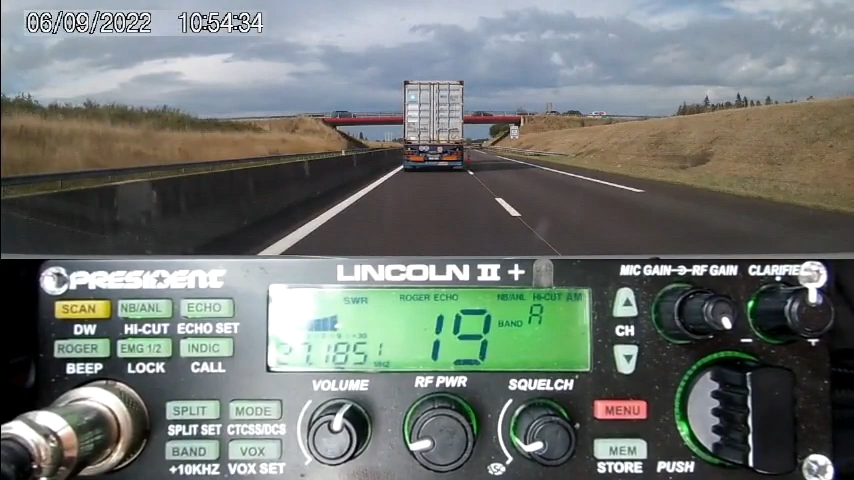 06/09/2022 10:54:34
PRESIDENT
LINCOLN II +
MIC GAIN RF GAIN CLARIFIER
SCAN NB/ANL ECHO
DW HI-CUT ECHO SET
ROGER EMG 1/2 INDIC
BEEP LOCK CALL
SWR ROGER ECHO NB/ANL HI-CUT AM
19 BAND A
27.1851 MHz
CH
VOLUME RF PWR SQUELCH
SPLIT MODE
SPLIT SET CTCSS/DCS
BAND VOX
+10KHZ VOX SET
MENU
MEM
STORE PUSH
- +